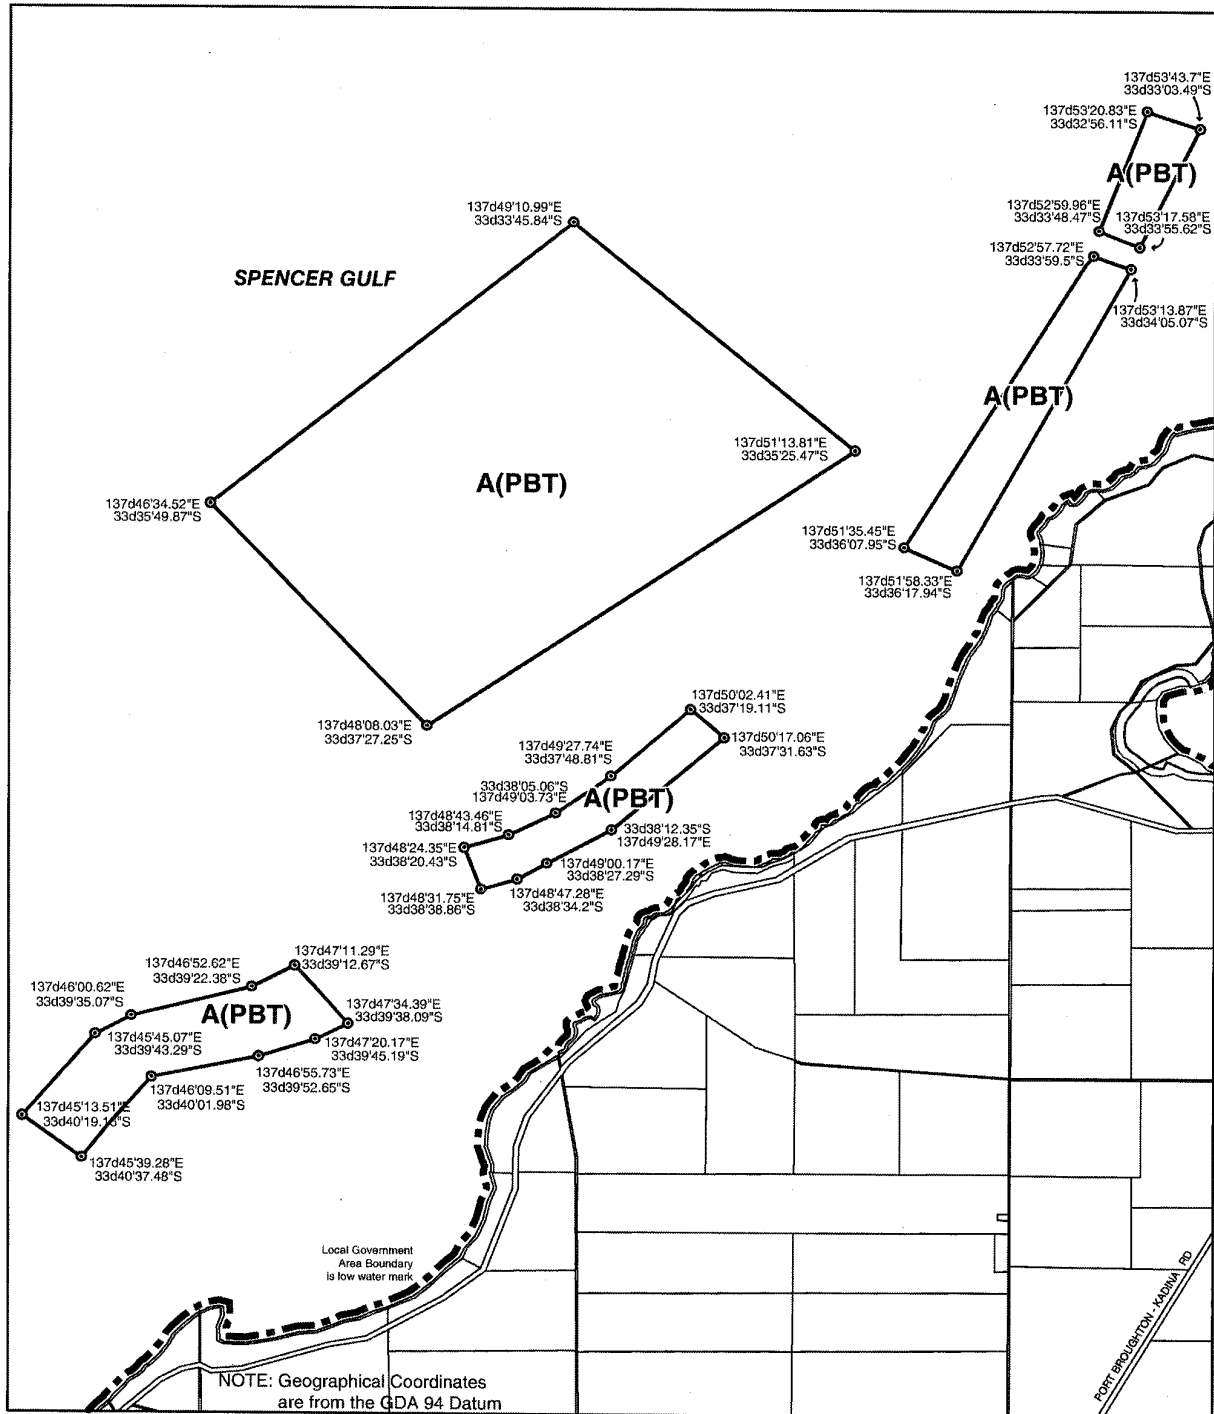 137d53'43.7"E
33d33'03.49"S
137d53'20.83"E
33d32'56.11"S
A(PBT)
137d52'59.96"E
33d33'48.47"S
137d53'17.58"E
33d33'55.62"S
137d49'10.99"E
33d33'45.84"S
137d52'57.72"E
33d33'59.5"S
SPENCER GULF
137d53'13.87"E
33d34'05.07"S
A(PBT)
137d51'13.81"E
33d35'25.47"S
A(PBT)
137d46'34.52"E
33d35'49.87"S
137d51'35.45"E
33d36'07.95"S
137d51'58.33"E
33d36'17.94"S
137d50'02.41"E
33d37'19.11"S
137d48'08.03"E
33d37'27.25"S
137d50'17.06"E
33d37'31.63"S
137d49'27.74"E
33d37'48.81"S
33d38'05.06"S
137d49'03.73"E
A(PBT)
137d48'43.46"E
33d38'14.81"S
33d38'12.35"S
137d49'28.17"E
137d48'24.35"E
33d38'20.43"S
137d49'00.17"E
33d38'27.29"S
137d48'47.28"E
33d38'34.2"S
137d48'31.75"E
33d38'38.86"S
137d47'11.29"E
33d39'12.67"S
137d46'52.62"E
33d39'22.38"S
137d46'00.62"E
33d39'35.07"S
A(PBT)
137d47'34.39"E
33d39'38.09"S
137d45'45.07"E
33d39'43.29"S
137d47'20.17"E
33d39'45.19"S
137d46'55.73"E
33d39'52.65"S
137d46'09.51"E
33d40'01.98"S
137d45'13.51"E
33d40'19.15"S
137d45'39.28"E
33d40'37.48"S
Local Government
Area Boundary
is low water mark
PORT BROUGHTON - KADINA RD
NOTE: Geographical Coordinates
are from the GDA 94 Datum